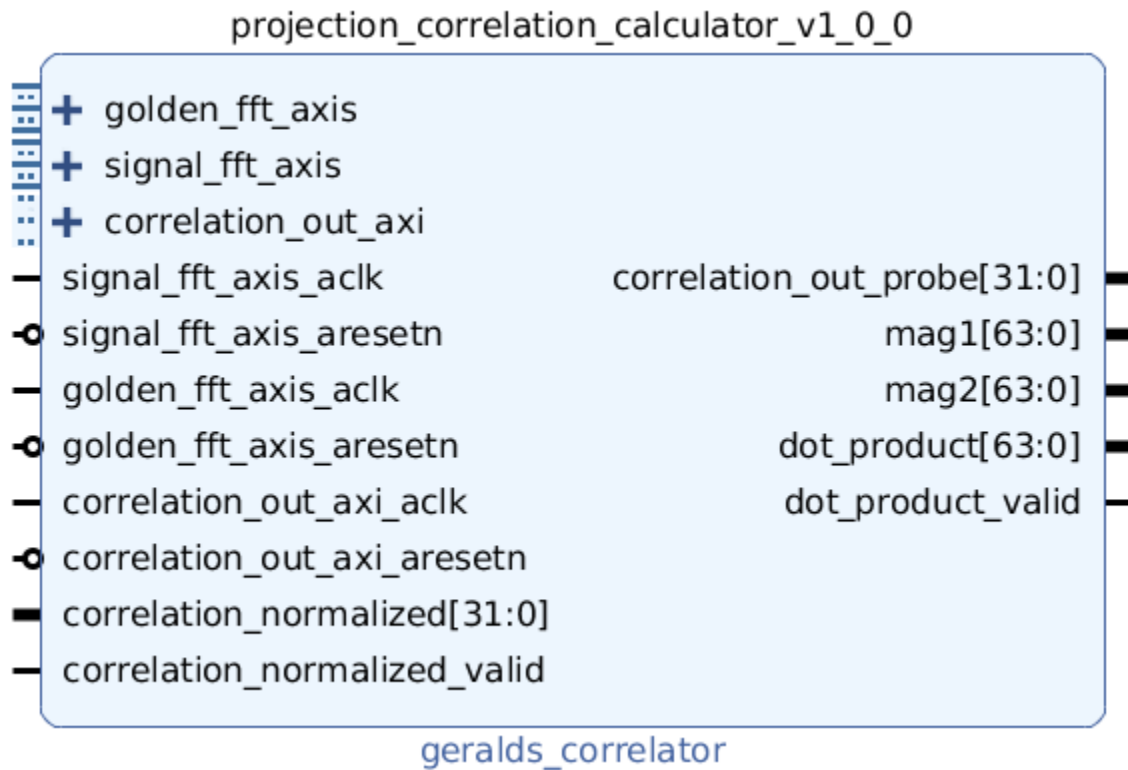 projection_correlation_calculator_v1_0_0
golden_fft_axis
signal_fft_axis
correlation_out_axi
signal_fft_axis_aclk
correlation_out_probe[31:0]
signal_fft_axis_aresetn
mag1[63:0]
golden_fft_axis_aclk
mag2[63:0]
golden_fft_axis_aresetn
dot_product[63:0]
correlation_out_axi_aclk
dot_product_valid
correlation_out_axi_aresetn
correlation_normalized[31:0]
correlation_normalized_valid
geralds_correlator